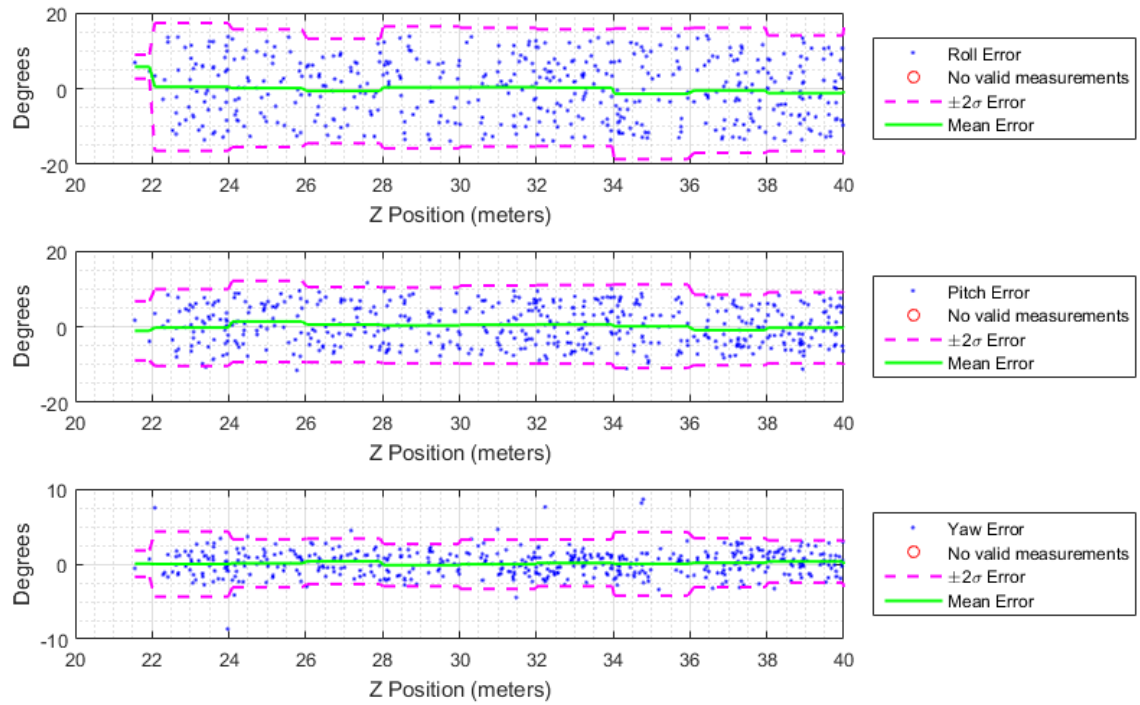 20
10
0
-20
Degrees
20 22 24 26 28 30 32 34 36 38 40
Z Position (meters)
Roll Error
No valid measurements
±2σ Error
Mean Error
20
0
-20
Degrees
20 22 24 26 28 30 32 34 36 38 40
Z Position (meters)
Pitch Error
No valid measurements
±2σ Error
Mean Error
10
0
-10
Degrees
20 22 24 26 28 30 32 34 36 38 40
Z Position (meters)
Yaw Error
No valid measurements
±2σ Error
Mean Error